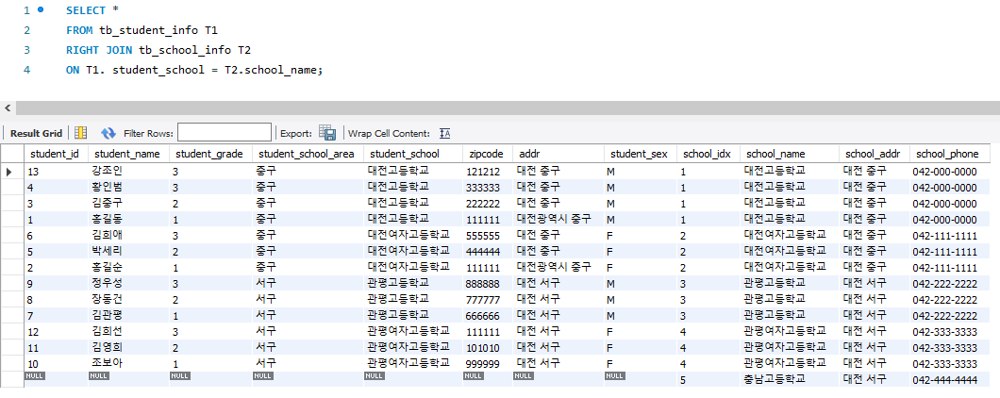 1 SELECT *
2 FROM tb_student_info T1
3 RIGHT JOIN tb_school_info T2
4 ON T1. student_school = T2.school_name;
Result Grid Filter Rows: Export: Wrap Cell Content:
student_id student_name student_grade student_school_area student_school zipcode addr student_sex school_idx school_name school_addr school_phone
13 강조인 3 중구 대전고등학교 121212 대전 중구 M 1 대전고등학교 대전 중구 042-000-0000
4 황인범 3 중구 대전고등학교 333333 대전 중구 M 1 대전고등학교 대전 중구 042-000-0000
3 김중구 2 중구 대전고등학교 222222 대전 중구 M 1 대전고등학교 대전 중구 042-000-0000
1 홍길동 1 중구 대전고등학교 111111 대전광역시 중구 M 1 대전고등학교 대전 중구 042-000-0000
6 김희애 3 중구 대전여자고등학교 555555 대전 중구 F 2 대전여자고등학교 대전 중구 042-111-1111
5 박세리 2 중구 대전여자고등학교 444444 대전 중구 F 2 대전여자고등학교 대전 중구 042-111-1111
2 홍길순 1 중구 대전여자고등학교 111111 대전광역시 중구 F 2 대전여자고등학교 대전 중구 042-111-1111
9 정우성 3 서구 관평고등학교 888888 대전 서구 M 3 관평고등학교 대전 서구 042-222-2222
8 장동건 2 서구 관평고등학교 777777 대전 서구 M 3 관평고등학교 대전 서구 042-222-2222
7 김관평 1 서구 관평고등학교 666666 대전 서구 M 3 관평고등학교 대전 서구 042-222-2222
12 김희선 3 서구 관평여자고등학교 111111 대전 서구 F 4 관평여자고등학교 대전 서구 042-333-3333
11 김영희 2 서구 관평여자고등학교 101010 대전 서구 F 4 관평여자고등학교 대전 서구 042-333-3333
10 조보아 1 서구 관평여자고등학교 999999 대전 서구 F 4 관평여자고등학교 대전 서구 042-333-3333
NULL NULL NULL NULL NULL NULL NULL NULL 5 충남고등학교 대전 서구 042-444-4444